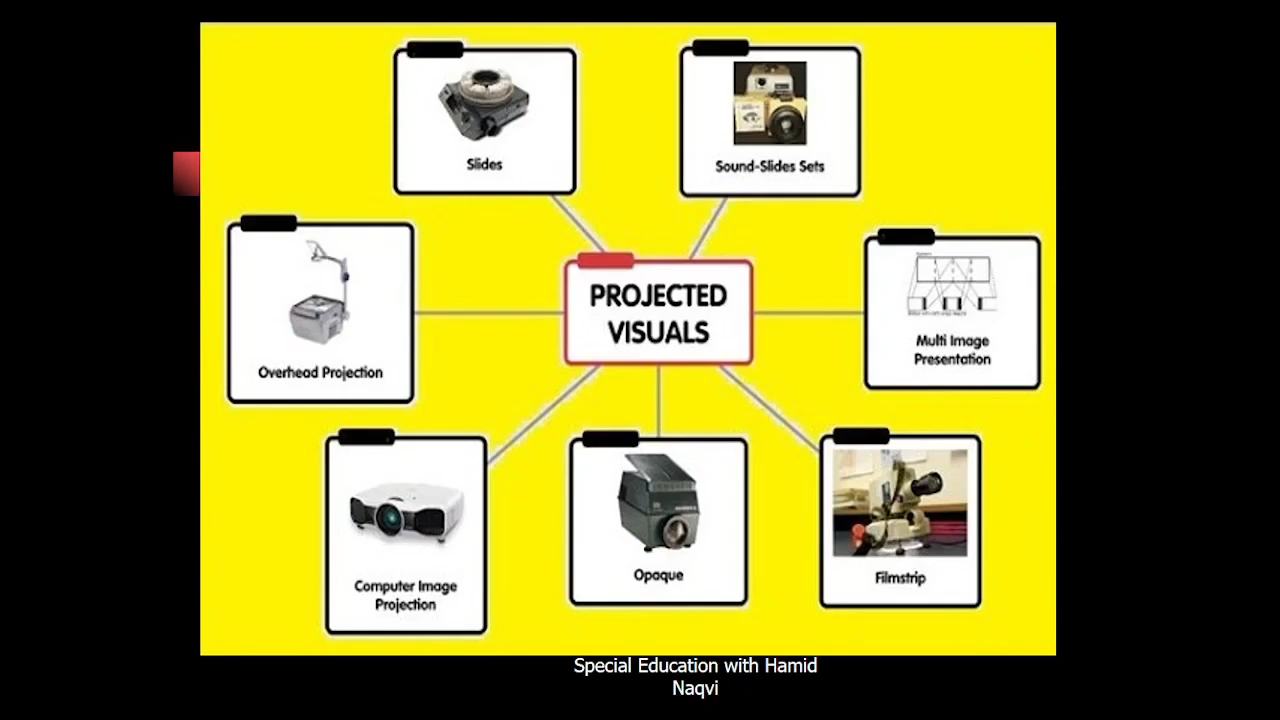 Slides
Sound-Slides Sets
Overhead Projection
PROJECTED
VISUALS
Multi Image
Presentation
Computer Image
Projection
Opaque
Filmstrip
Special Education with Hamid
Naqvi